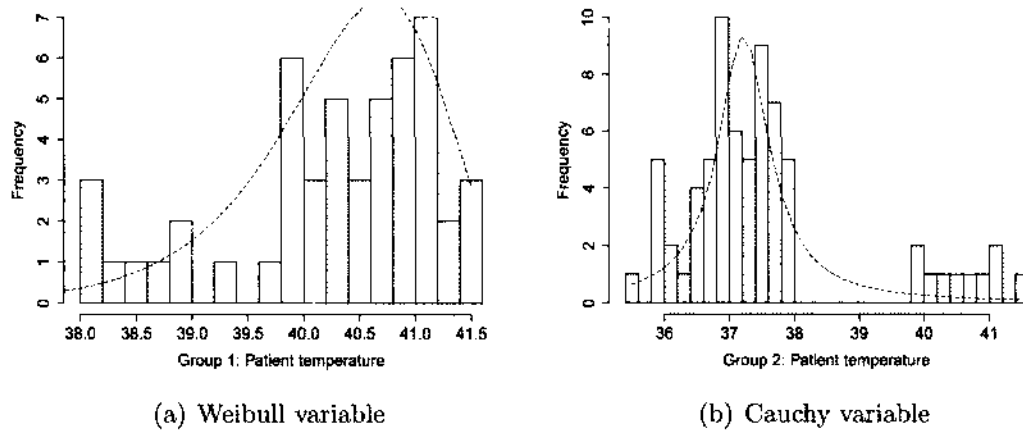 7
6
5
4
3
2
1
0
Frequency
38.0 38.5 39.0 39.5 40.0 40.5 41.0 41.5
Group 1: Patient temperature
(a) Weibull variable
10
8
6
4
2
0
Frequency
36 37 38 39 40 41
Group 2: Patient temperature
(b) Cauchy variable